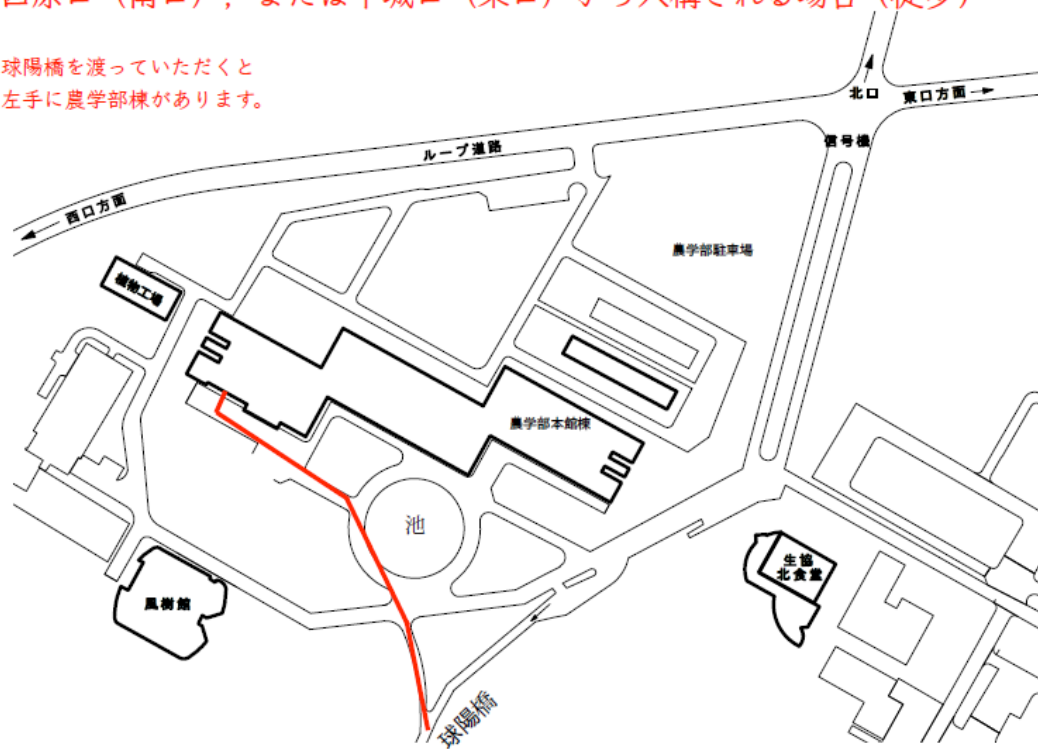 球陽橋を渡っていただくと
左手に農学部棟があります。
北口
東口方面
信号機
ループ道路
西口方面
農学部駐車場
植物工場
農学部本館棟
池
生協
北食堂
風樹館
球陽橋